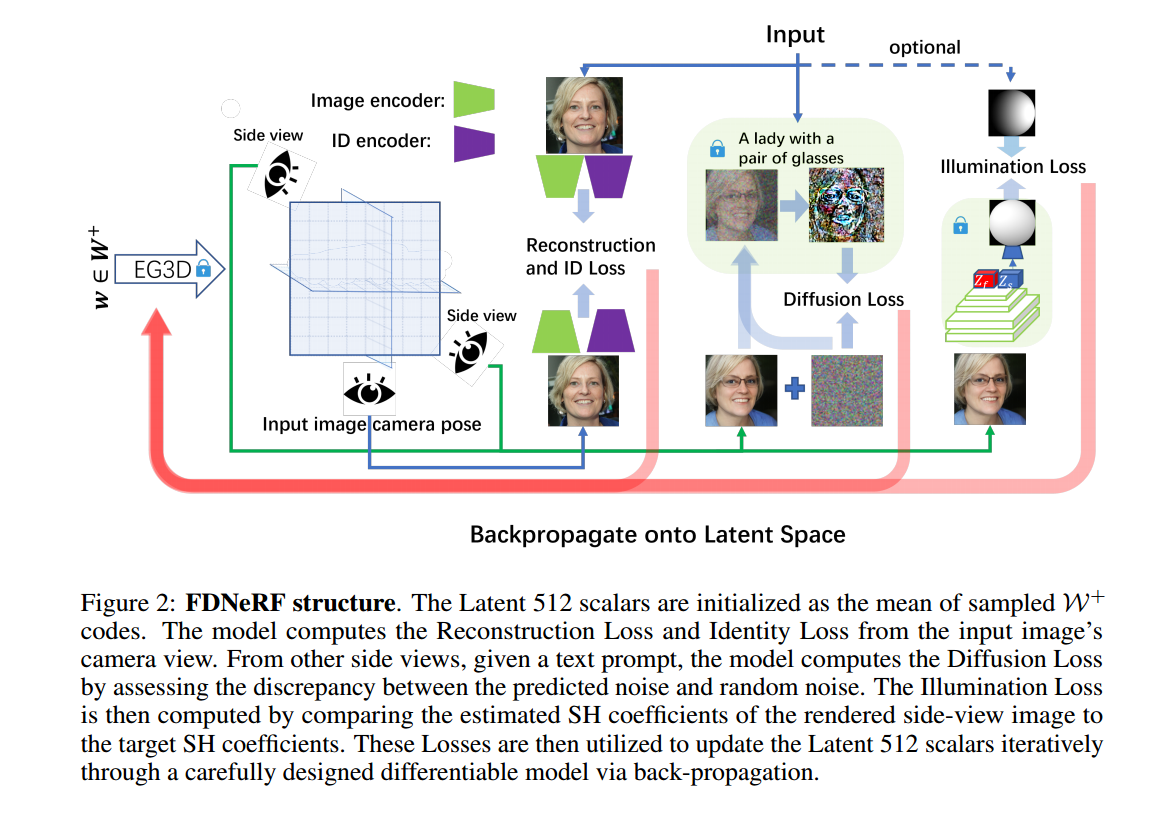 Input
optional
Image encoder:
ID encoder:
Side view
A lady with a
pair of glasses
Illumination Loss
w ∈ W⁺
EG3D
Reconstruction
and ID Loss
Diffusion Loss
Z_f Z_s
Side view
Input image camera pose
Backpropagate onto Latent Space
Figure 2: FDNeRF structure. The Latent 512 scalars are initialized as the mean of sampled 𝒲⁺
codes. The model computes the Reconstruction Loss and Identity Loss from the input image’s
camera view. From other side views, given a text prompt, the model computes the Diffusion Loss
by assessing the discrepancy between the predicted noise and random noise. The Illumination Loss
is then computed by comparing the estimated SH coefficients of the rendered side-view image to
the target SH coefficients. These Losses are then utilized to update the Latent 512 scalars iteratively
through a carefully designed differentiable model via back-propagation.